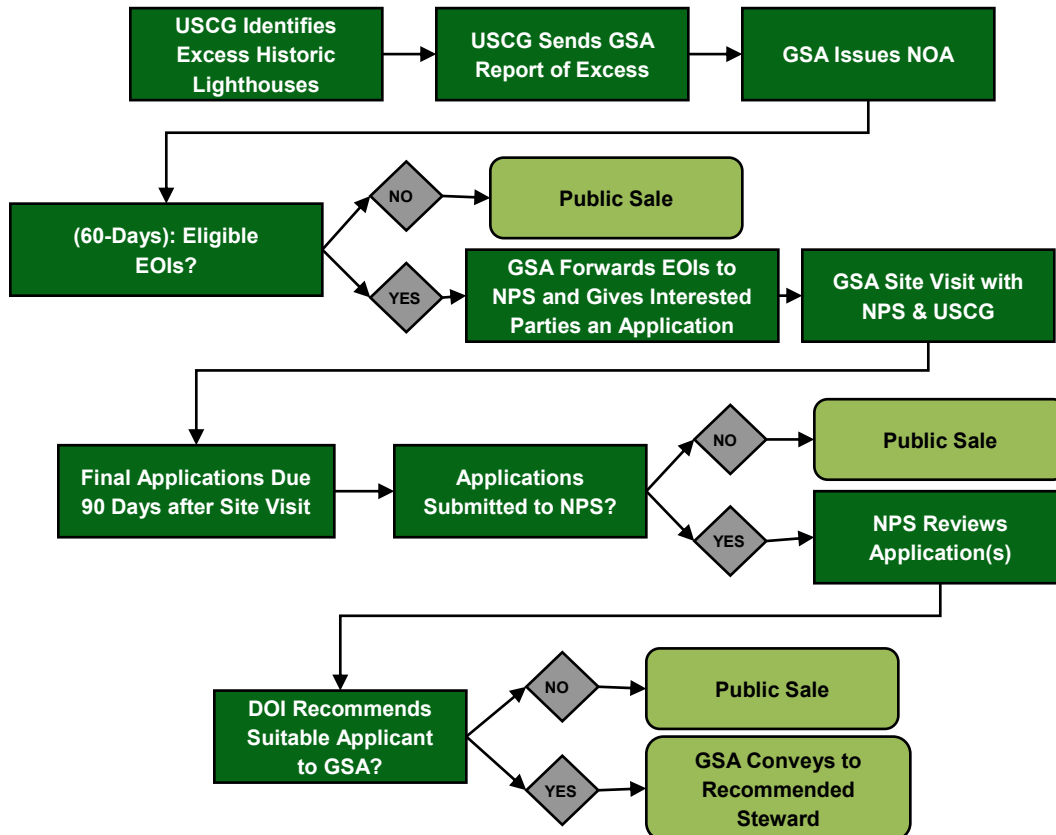 USCG Identifies
Excess Historic
Lighthouses
USCG Sends GSA
Report of Excess
GSA Issues NOA
(60-Days): Eligible
EOIs?
NO
Public Sale
YES
GSA Forwards EOIs to
NPS and Gives Interested
Parties an Application
GSA Site Visit with
NPS & USCG
Final Applications Due
90 Days after Site Visit
Applications
Submitted to NPS?
NO
Public Sale
YES
NPS Reviews
Application(s)
DOI Recommends
Suitable Applicant
to GSA?
NO
Public Sale
YES
GSA Conveys to
Recommended
Steward